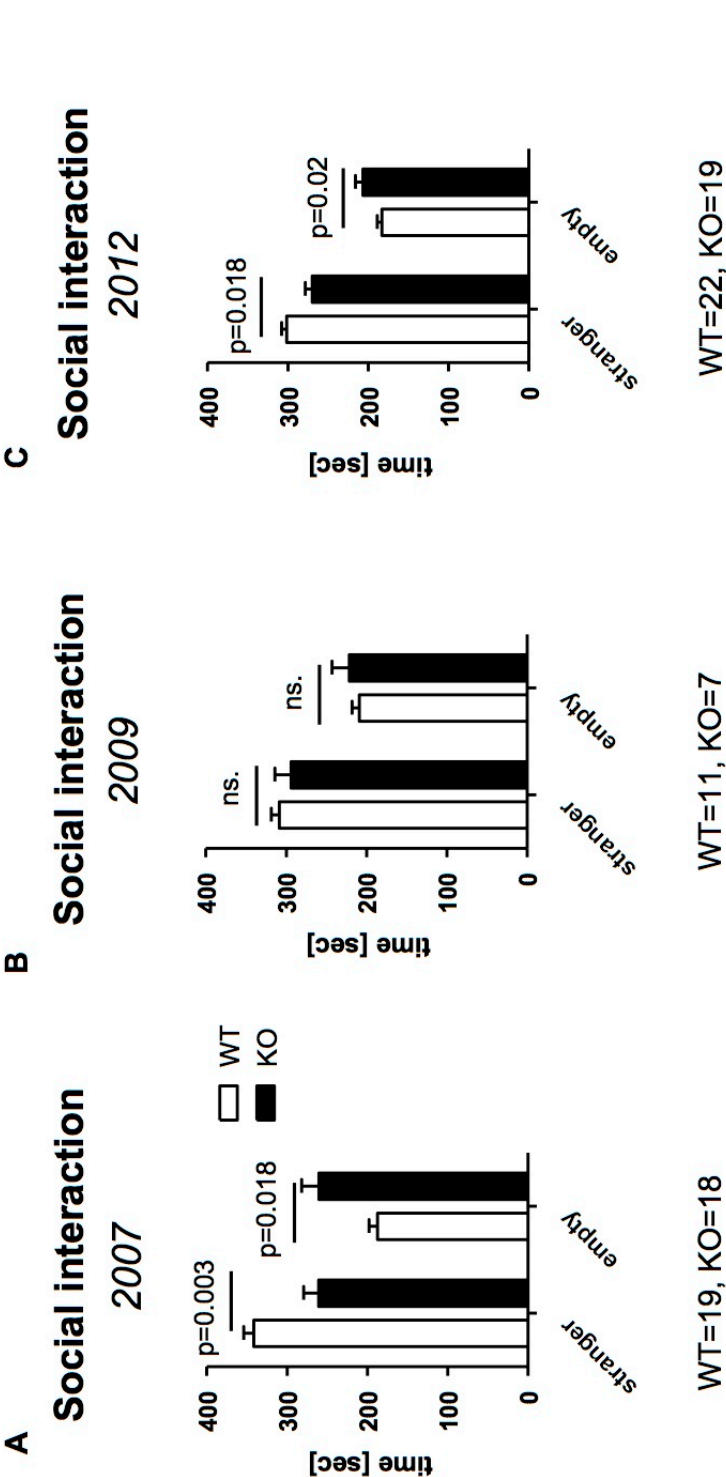 A
Social interaction
2007
time [sec]
400
300
200
100
0
p=0.003
p=0.018
stranger
empty
WT
KO
WT=19, KO=18
B
Social interaction
2009
time [sec]
400
300
200
100
0
ns.
ns.
stranger
empty
WT=11, KO=7
C
Social interaction
2012
time [sec]
400
300
200
100
0
p=0.018
p=0.02
stranger
empty
WT=22, KO=19